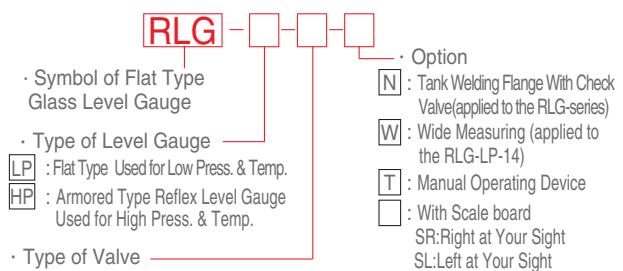 RLG - □ - □ - □
· Symbol of Flat Type
Glass Level Gauge
· Type of Level Gauge
LP : Flat Type Used for Low Press. & Temp.
HP : Armored Type Reflex Level Gauge
Used for High Press. & Temp.
· Type of Valve
· Option
N : Tank Welding Flange With Check
Valve(applied to the RLG-series)
W : Wide Measuring (applied to
the RLG-LP-14)
T : Manual Operating Device
□ : With Scale board
SR:Right at Your Sight
SL:Left at Your Sight